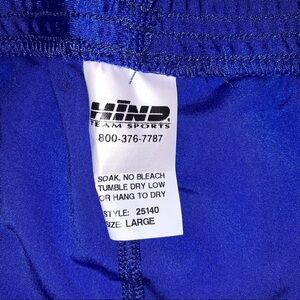 HIND
TEAM SPORTS
800-376-7787
SOAK, NO BLEACH
TUMBLE DRY LOW
OR HANG TO DRY
STYLE: 25140
SIZE: LARGE